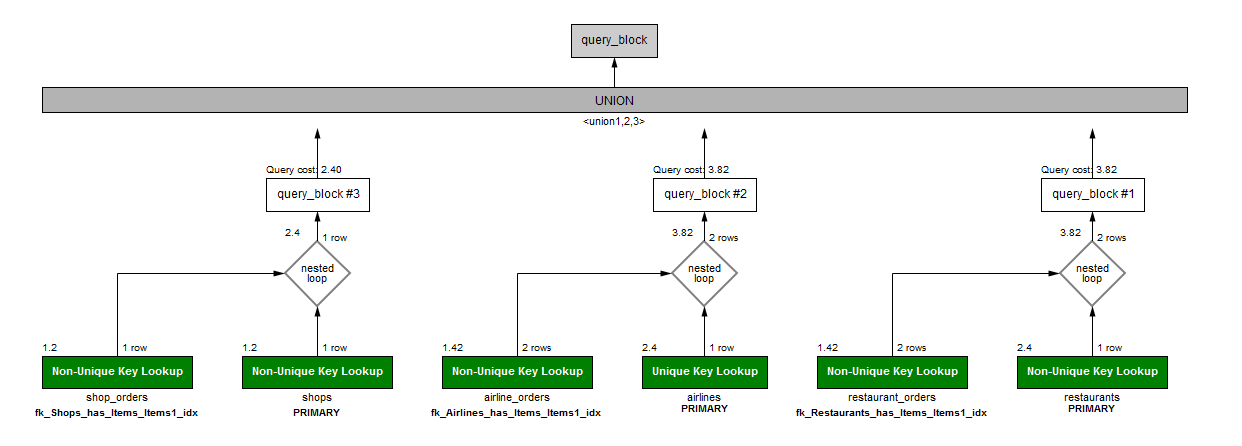 query_block
UNION
<union1,2,3>
Query cost: 2.40
Query cost: 3.82
Query cost: 3.82
query_block #3
query_block #2
query_block #1
2.4
1 row
3.82
2 rows
3.82
2 rows
nested
loop
nested
loop
nested
loop
1.2
1 row
1.2
1 row
1.42
2 rows
2.4
1 row
1.42
2 rows
2.4
1 row
Non-Unique Key Lookup
Non-Unique Key Lookup
Non-Unique Key Lookup
Unique Key Lookup
Non-Unique Key Lookup
Non-Unique Key Lookup
shop_orders
shops
airline_orders
airlines
restaurant_orders
restaurants
fk_Shops_has_Items_Items1_idx
PRIMARY
fk_Airlines_has_Items_Items1_idx
PRIMARY
fk_Restaurants_has_Items_Items1_idx
PRIMARY